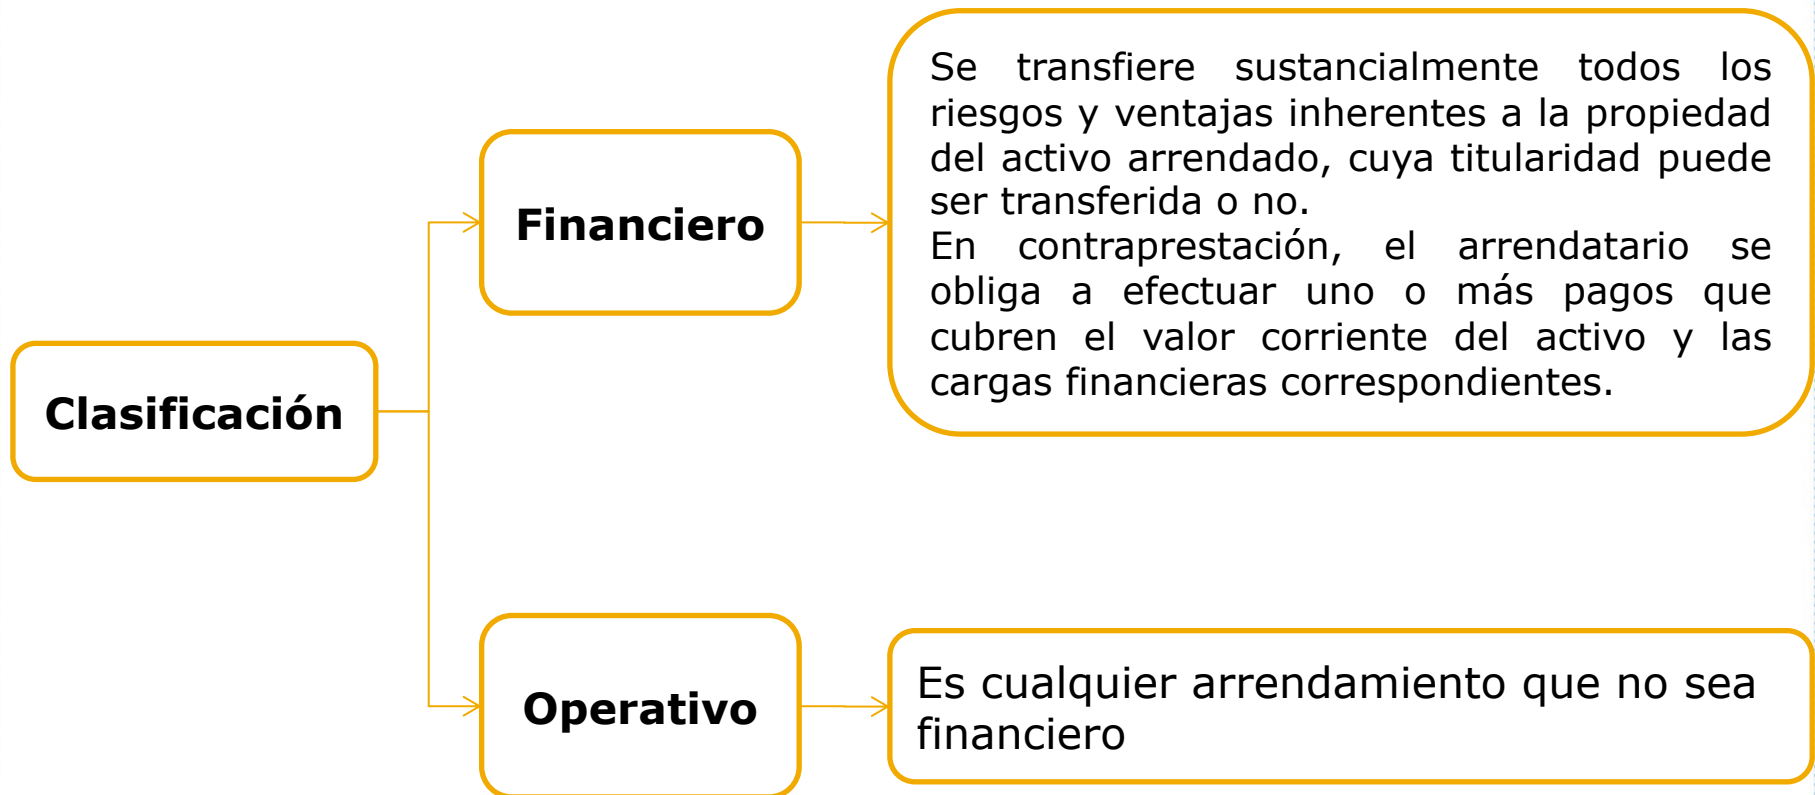 Clasificación
Financiero
Se transfiere sustancialmente todos los
riesgos y ventajas inherentes a la propiedad
del activo arrendado, cuya titularidad puede
ser transferida o no.
En contraprestación, el arrendatario se
obliga a efectuar uno o más pagos que
cubren el valor corriente del activo y las
cargas financieras correspondientes.
Operativo
Es cualquier arrendamiento que no sea
financiero